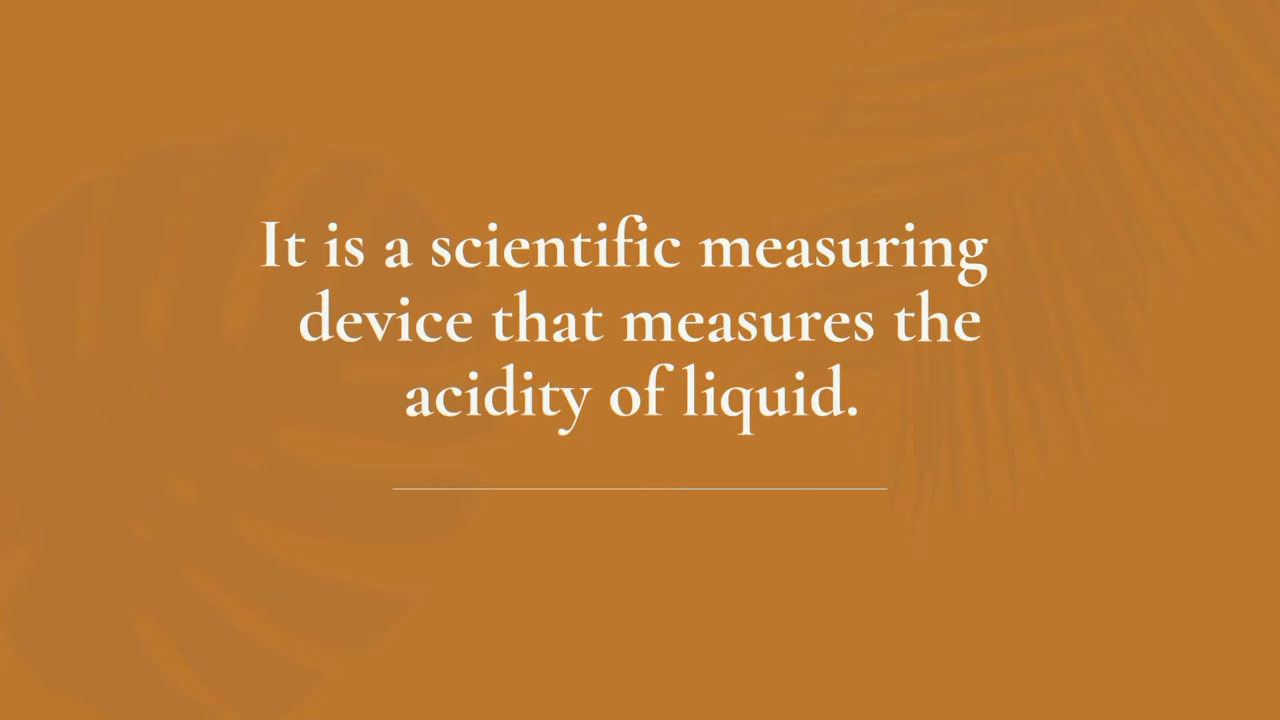 It is a scientific measuring
device that measures the
acidity of liquid.